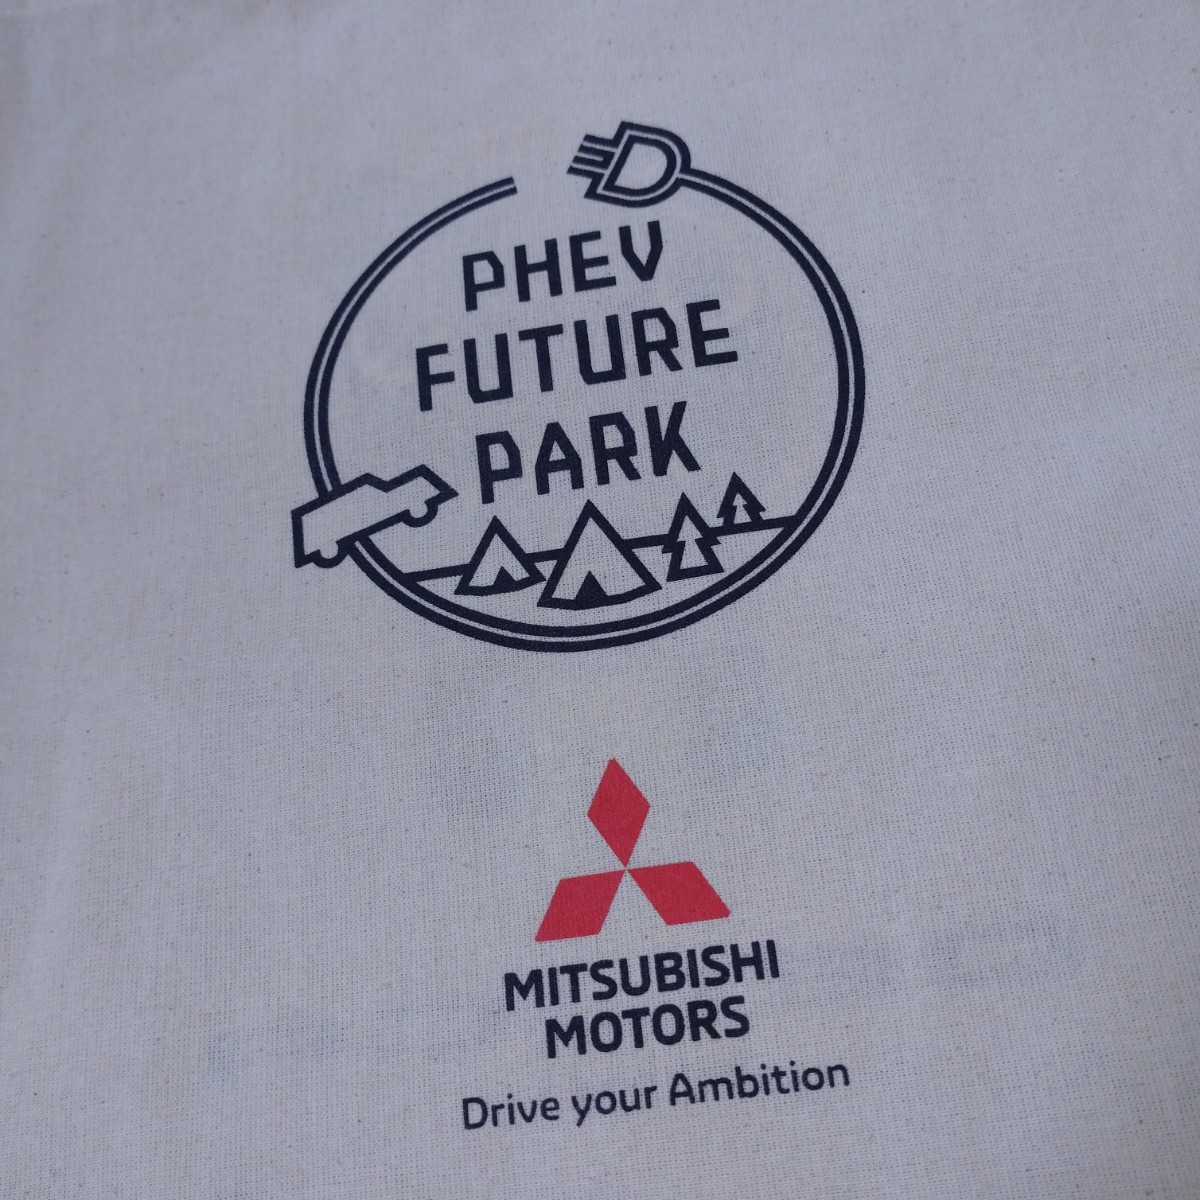 PHEV
FUTURE
PARK
MITSUBISHI
MOTORS
Drive your Ambition